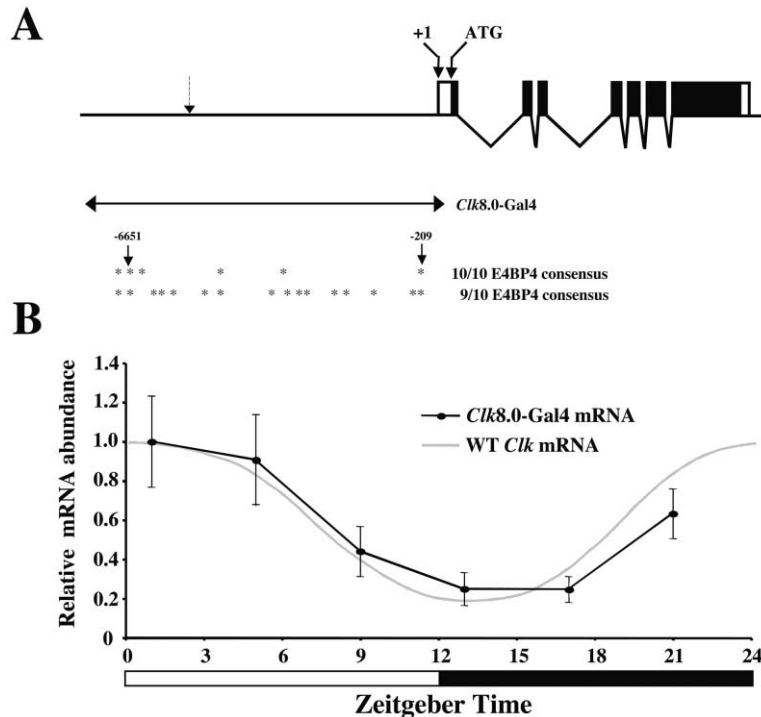 A
+1 ATG
Clk8.0-Gal4
-6651 -209
* * * * * * 10/10 E4BP4 consensus
* * * * * * * * * * * * * * * * * * 9/10 E4BP4 consensus
B
Relative mRNA abundance
1.4
1.2
1.0
0.8
0.6
0.4
0.2
0
Clk8.0-Gal4 mRNA
WT Clk mRNA
0 3 6 9 12 15 18 21 24
Zeitgeber Time